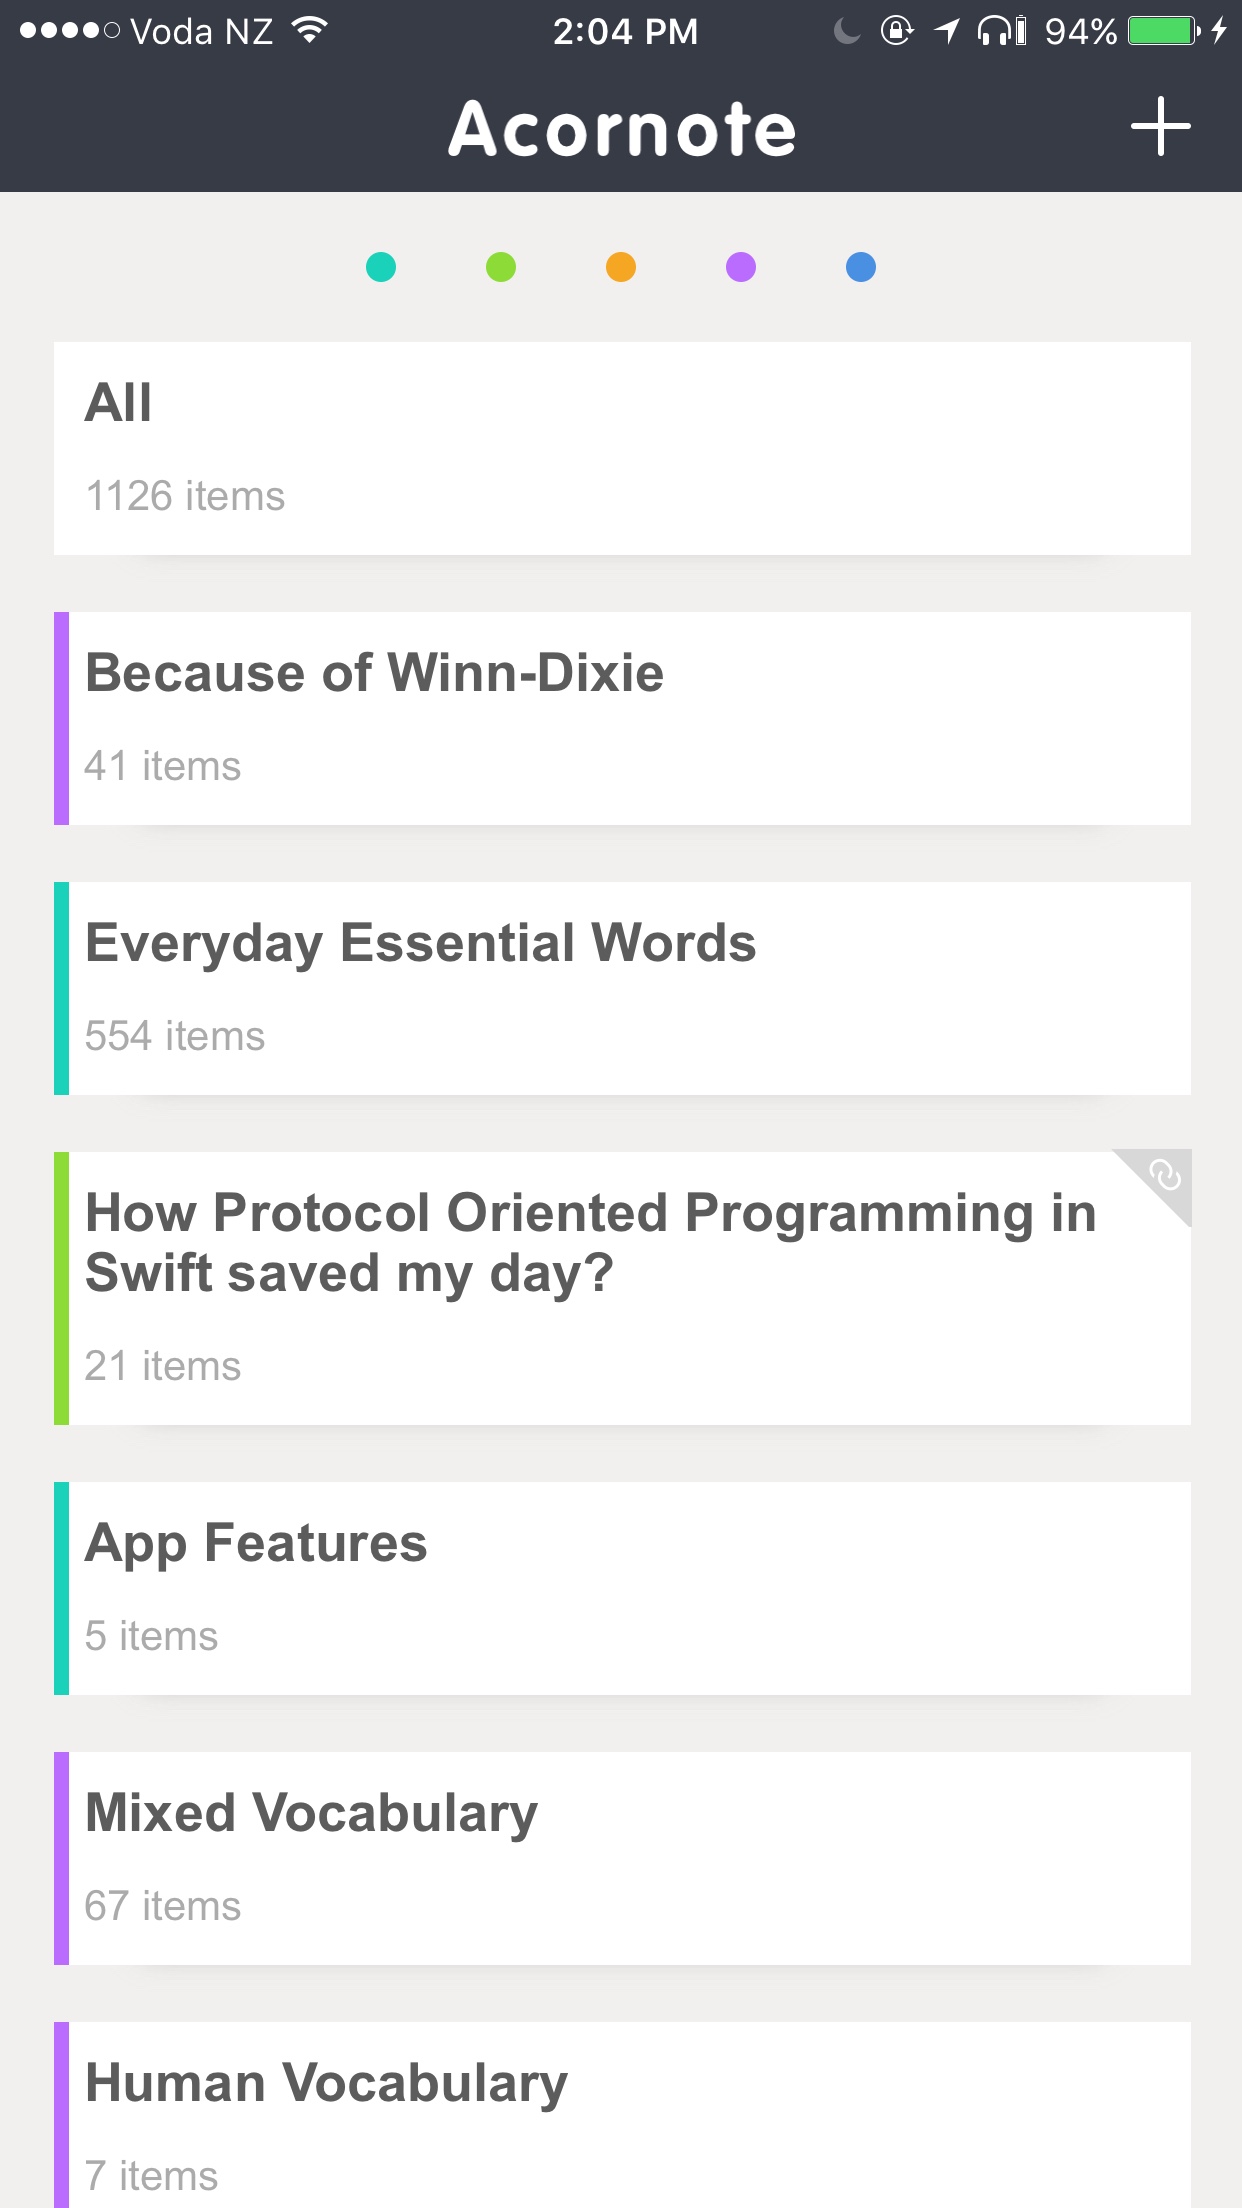 Voda NZ 2:04 PM 94%
Acornote
All
1126 items
Because of Winn-Dixie
41 items
Everyday Essential Words
554 items
How Protocol Oriented Programming in
Swift saved my day?
21 items
App Features
5 items
Mixed Vocabulary
67 items
Human Vocabulary
7 items